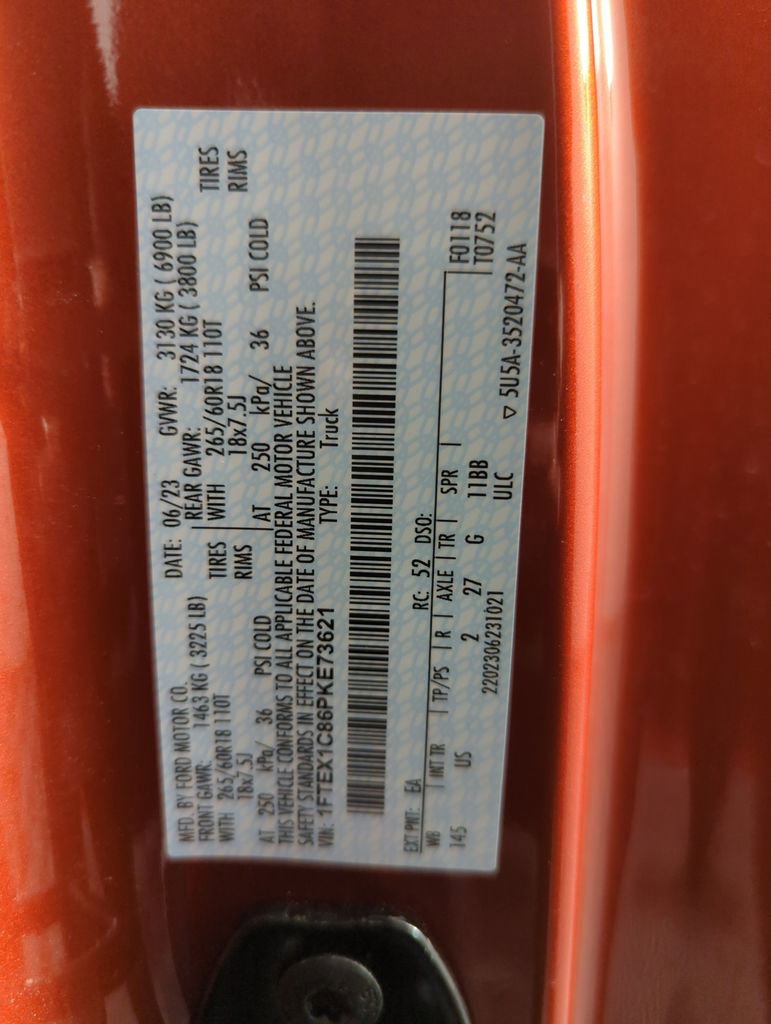 MFD. BY FORD MOTOR CO.
DATE: 06/23 GVWR: 3130 KG ( 6900 LB)
FRONT GAWR: 1463 KG ( 3225 LB) REAR GAWR: 1724 KG ( 3800 LB)
WITH 265/60R18 110T TIRES WITH 265/60R18 110T TIRES
18x7.5J RIMS 18x7.5J RIMS
AT 250 kPa/ 36 PSI COLD AT 250 kPa/ 36 PSI COLD
THIS VEHICLE CONFORMS TO ALL APPLICABLE FEDERAL MOTOR VEHICLE
SAFETY STANDARDS IN EFFECT ON THE DATE OF MANUFACTURE SHOWN ABOVE.
VIN: 1FTEX1C86PKE73621 TYPE: Truck
EXT PNT: EA RC: 52 DSO:
WB INT TR TP/PS R AXLE TR SPR F0118
145 US 2 27 G 11BB T0752
2202306231021 ULC ▽ 5U5A-3520472-AA